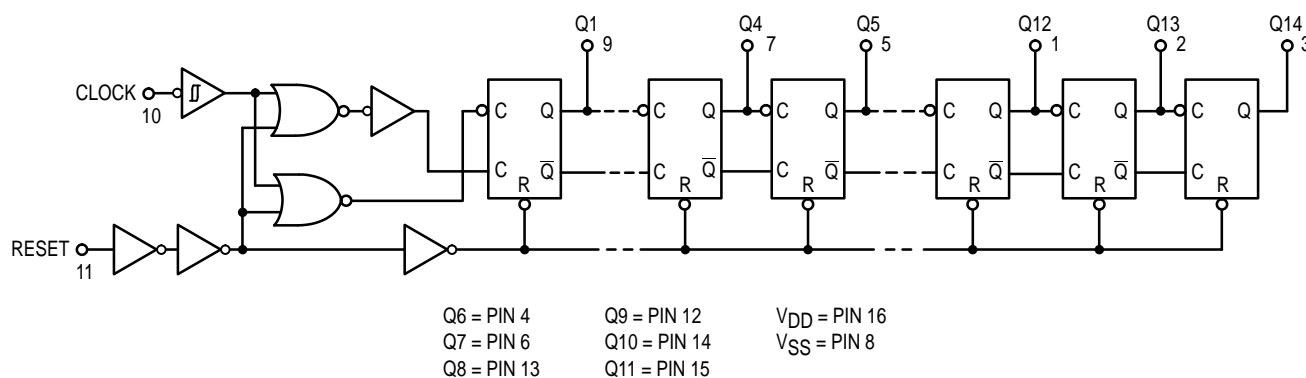 Q1 Q4 Q5 Q12 Q13 Q14
9 7 5 1 2 3
CLOCK
10
C Q C Q C Q C Q C Q Q
C Q̅ C Q̅ C Q̅ Q̅ C Q̅ C
R R R R R R
RESET
11
Q6 = PIN 4 Q9 = PIN 12 VDD = PIN 16
Q7 = PIN 6 Q10 = PIN 14 VSS = PIN 8
Q8 = PIN 13 Q11 = PIN 15